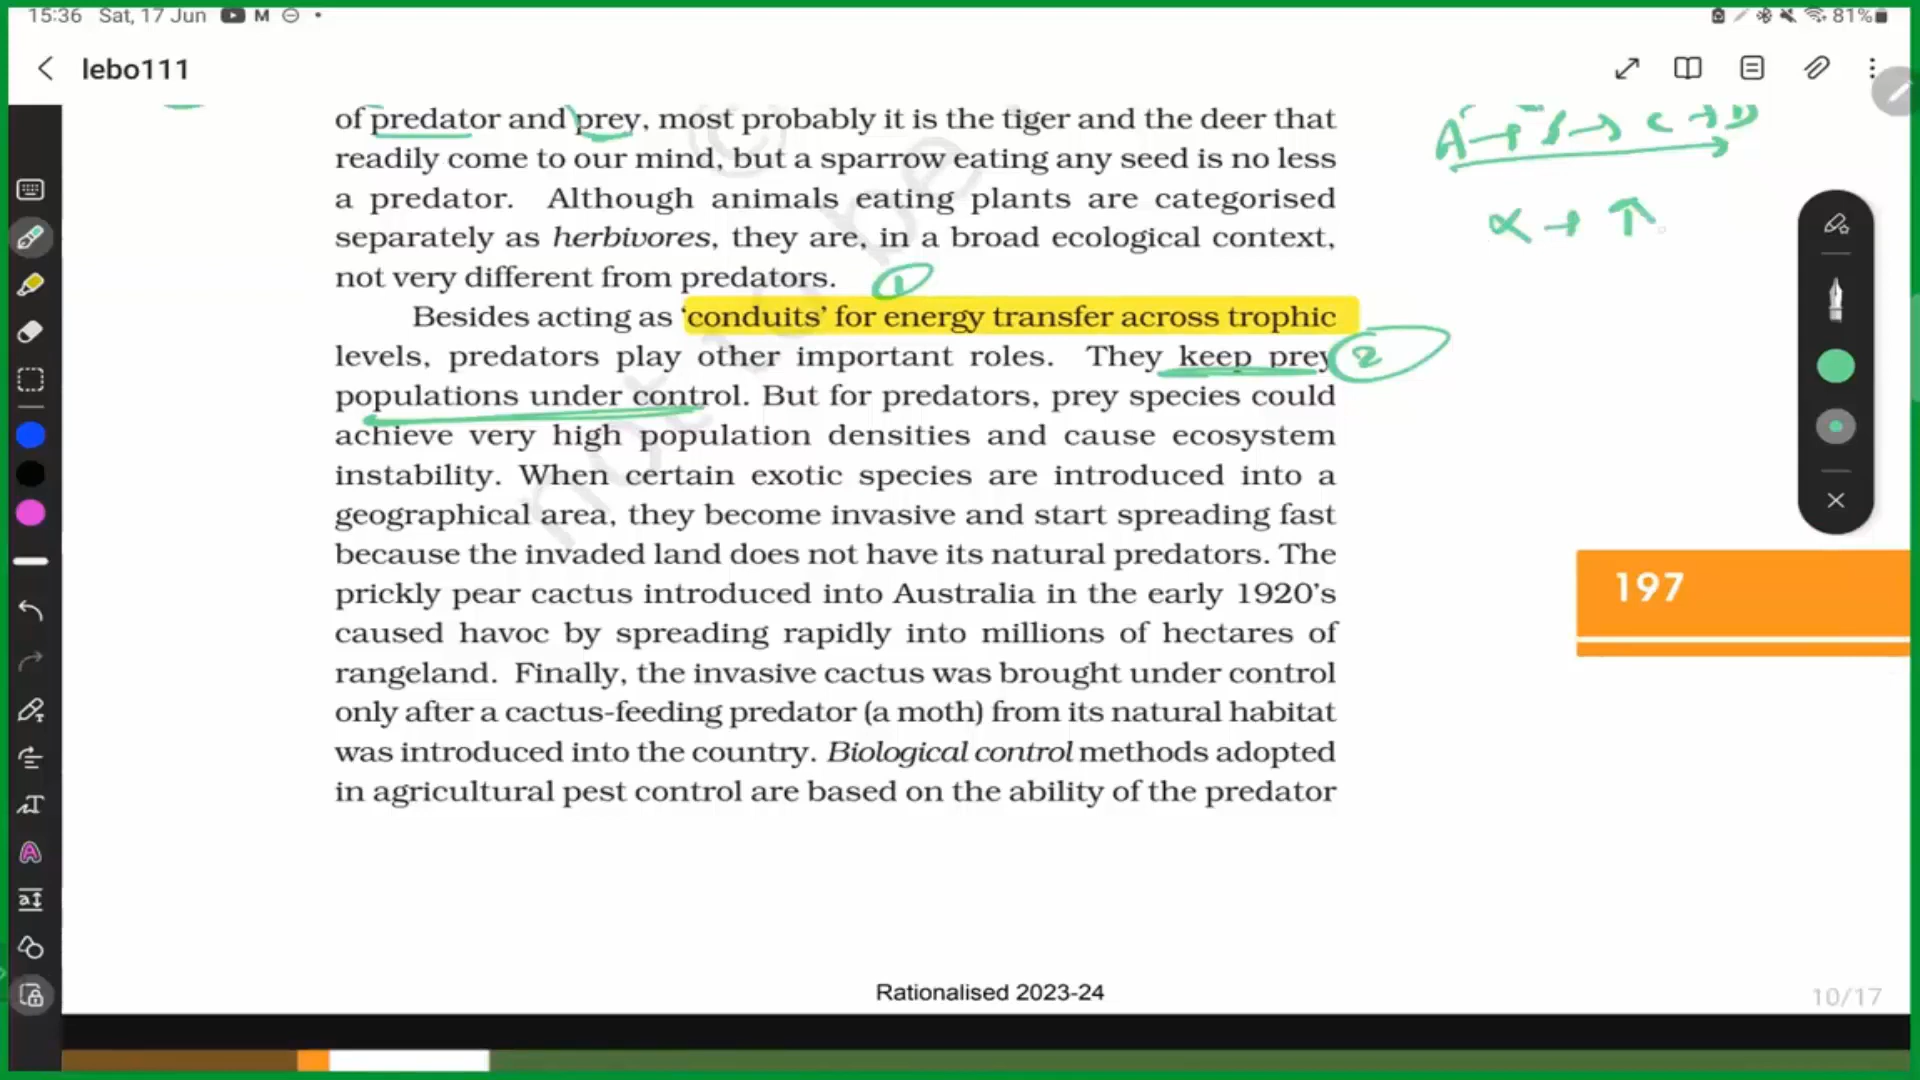 15:36 Sat, 17 Jun M
81%
lebo111
of predator and prey, most probably it is the tiger and the deer that
readily come to our mind, but a sparrow eating any seed is no less
a predator. Although animals eating plants are categorised
separately as herbivores, they are, in a broad ecological context,
not very different from predators.
1
Besides acting as ‘conduits’ for energy transfer across trophic
levels, predators play other important roles. They keep prey
2
populations under control. But for predators, prey species could
achieve very high population densities and cause ecosystem
instability. When certain exotic species are introduced into a
geographical area, they become invasive and start spreading fast
because the invaded land does not have its natural predators. The
prickly pear cactus introduced into Australia in the early 1920’s
caused havoc by spreading rapidly into millions of hectares of
rangeland. Finally, the invasive cactus was brought under control
only after a cactus-feeding predator (a moth) from its natural habitat
was introduced into the country. Biological control methods adopted
in agricultural pest control are based on the ability of the predator
A → → C → D
197
not to be
©
Rationalised 2023-24
10/17